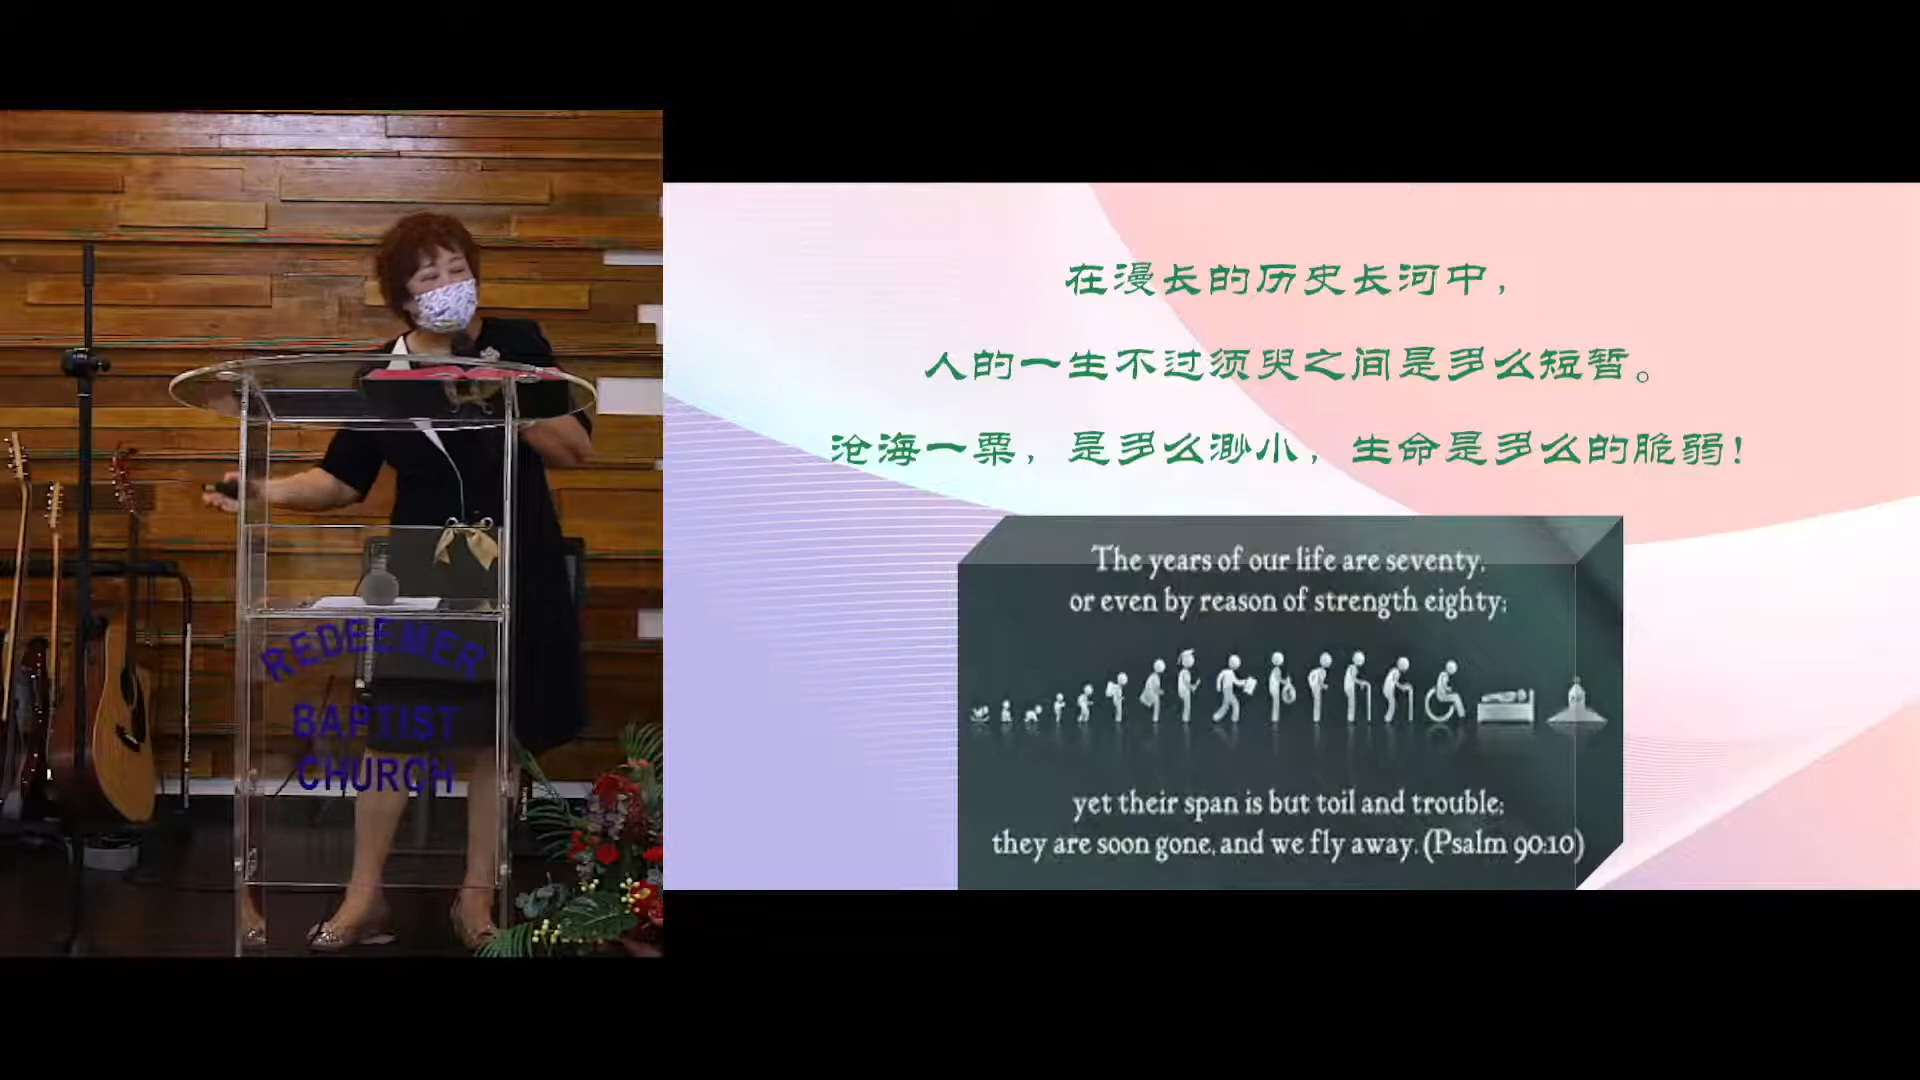 REDEEMER
BAPTIST
CHURCH
在漫长的历史长河中，
人的一生不过须臾之间是多么短暂。
沧海一粟，是多么渺小，生命是多么的脆弱！
The years of our life are seventy,
or even by reason of strength eighty;
yet their span is but toil and trouble;
they are soon gone, and we fly away. (Psalm 90:10)